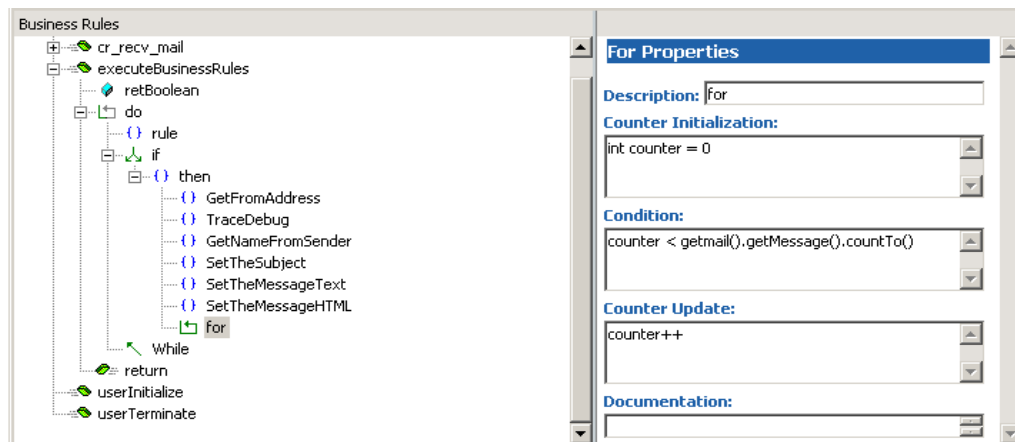 Business Rules
cr_recv_mail
executeBusinessRules
retBoolean
do
{} rule
if
{} then
{} GetFromAddress
{} TraceDebug
{} GetNameFromSender
{} SetTheSubject
{} SetTheMessageText
{} SetTheMessageHTML
for
While
return
userInitialize
userTerminate
For Properties
Description: for
Counter Initialization:
int counter = 0
Condition:
counter < getmail().getMessage().countTo()
Counter Update:
counter++
Documentation: